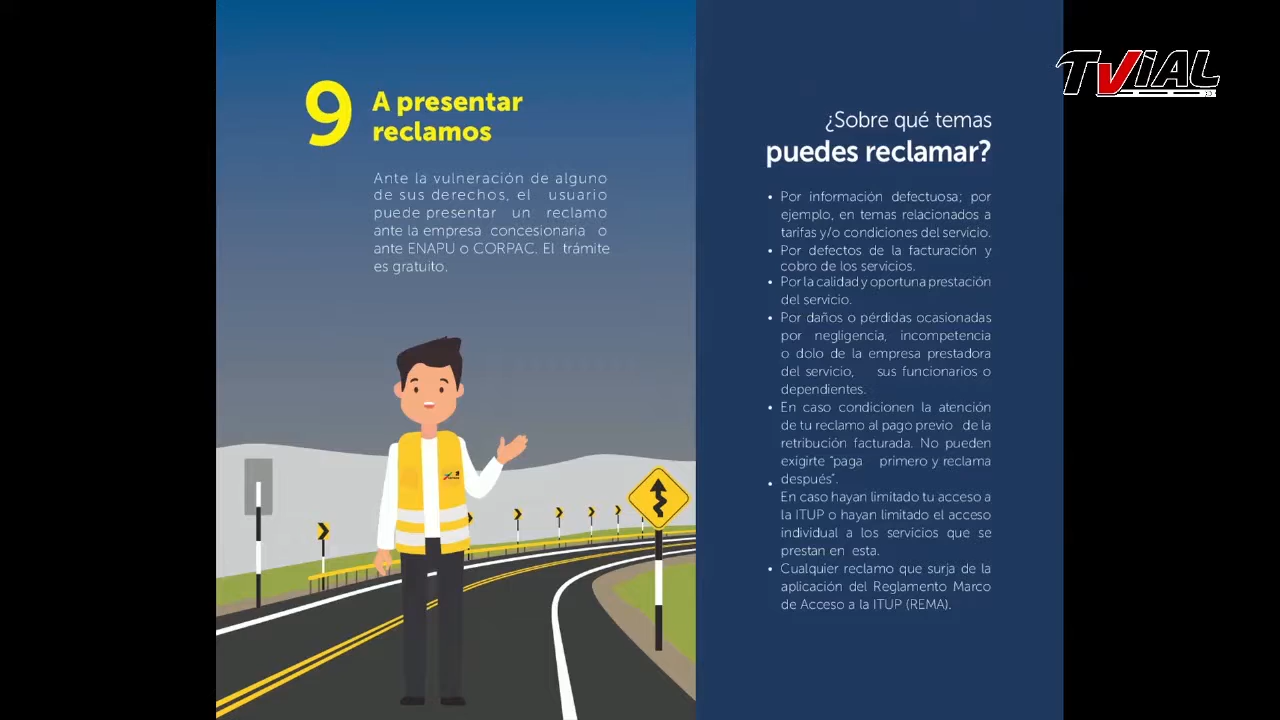 TVIAL
9 A presentar
reclamos
Ante la vulneración de alguno
de sus derechos, el usuario
puede presentar un reclamo
ante la empresa concesionaria o
ante ENAPU o CORPAC. El trámite
es gratuito.
¿Sobre qué temas
puedes reclamar?
• Por información defectuosa; por
ejemplo, en temas relacionados a
tarifas y/o condiciones del servicio.
• Por defectos de la facturación y
cobro de los servicios.
• Por la calidad y oportuna prestación
del servicio.
• Por daños o pérdidas ocasionadas
por negligencia, incompetencia
o dolo de la empresa prestadora
del servicio, sus funcionarios o
dependientes.
• En caso condicionen la atención
de tu reclamo al pago previo de la
retribución facturada. No pueden
exigirte "paga primero y reclama
después".
• En caso hayan limitado tu acceso a
la ITUP o hayan limitado el acceso
individual a los servicios que se
prestan en esta.
• Cualquier reclamo que surja de la
aplicación del Reglamento Marco
de Acceso a la ITUP (REMA).